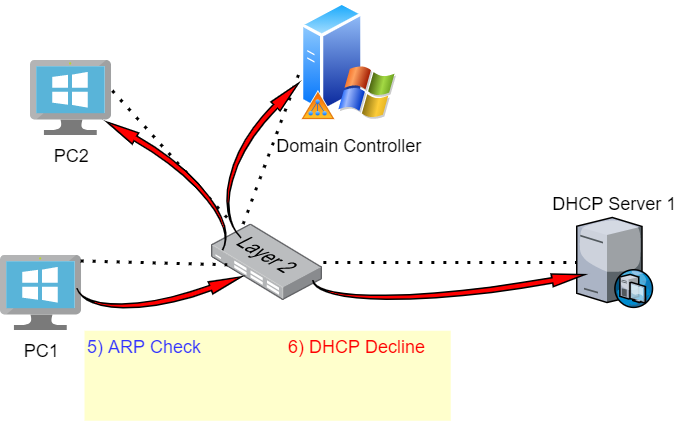 Domain Controller
PC2
DHCP Server 1
Layer 2
PC1
5) ARP Check
6) DHCP Decline